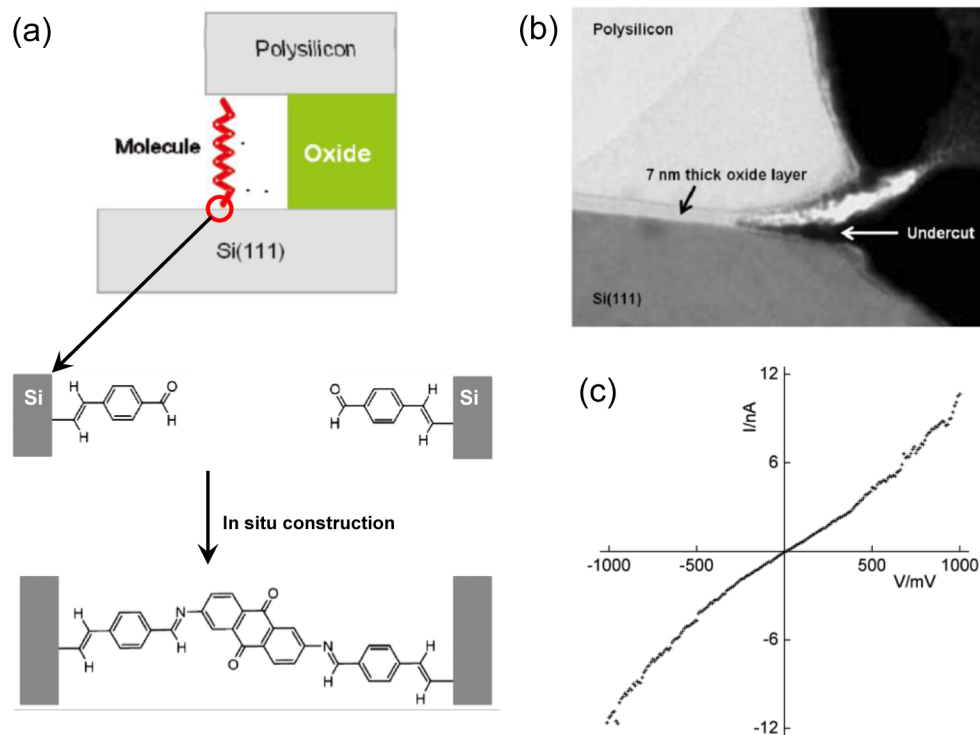 (a)
Polysilicon
Molecule
Oxide
Si(111)
Si
H
H
O
H
O
H
H
H
Si
In situ construction
H
H
N
H
O
O
N
H
H
H
(b)
Polysilicon
7 nm thick oxide layer
Undercut
Si(111)
(c)
12
I/nA
6
-1000
-500
500
1000
V/mV
-6
-12